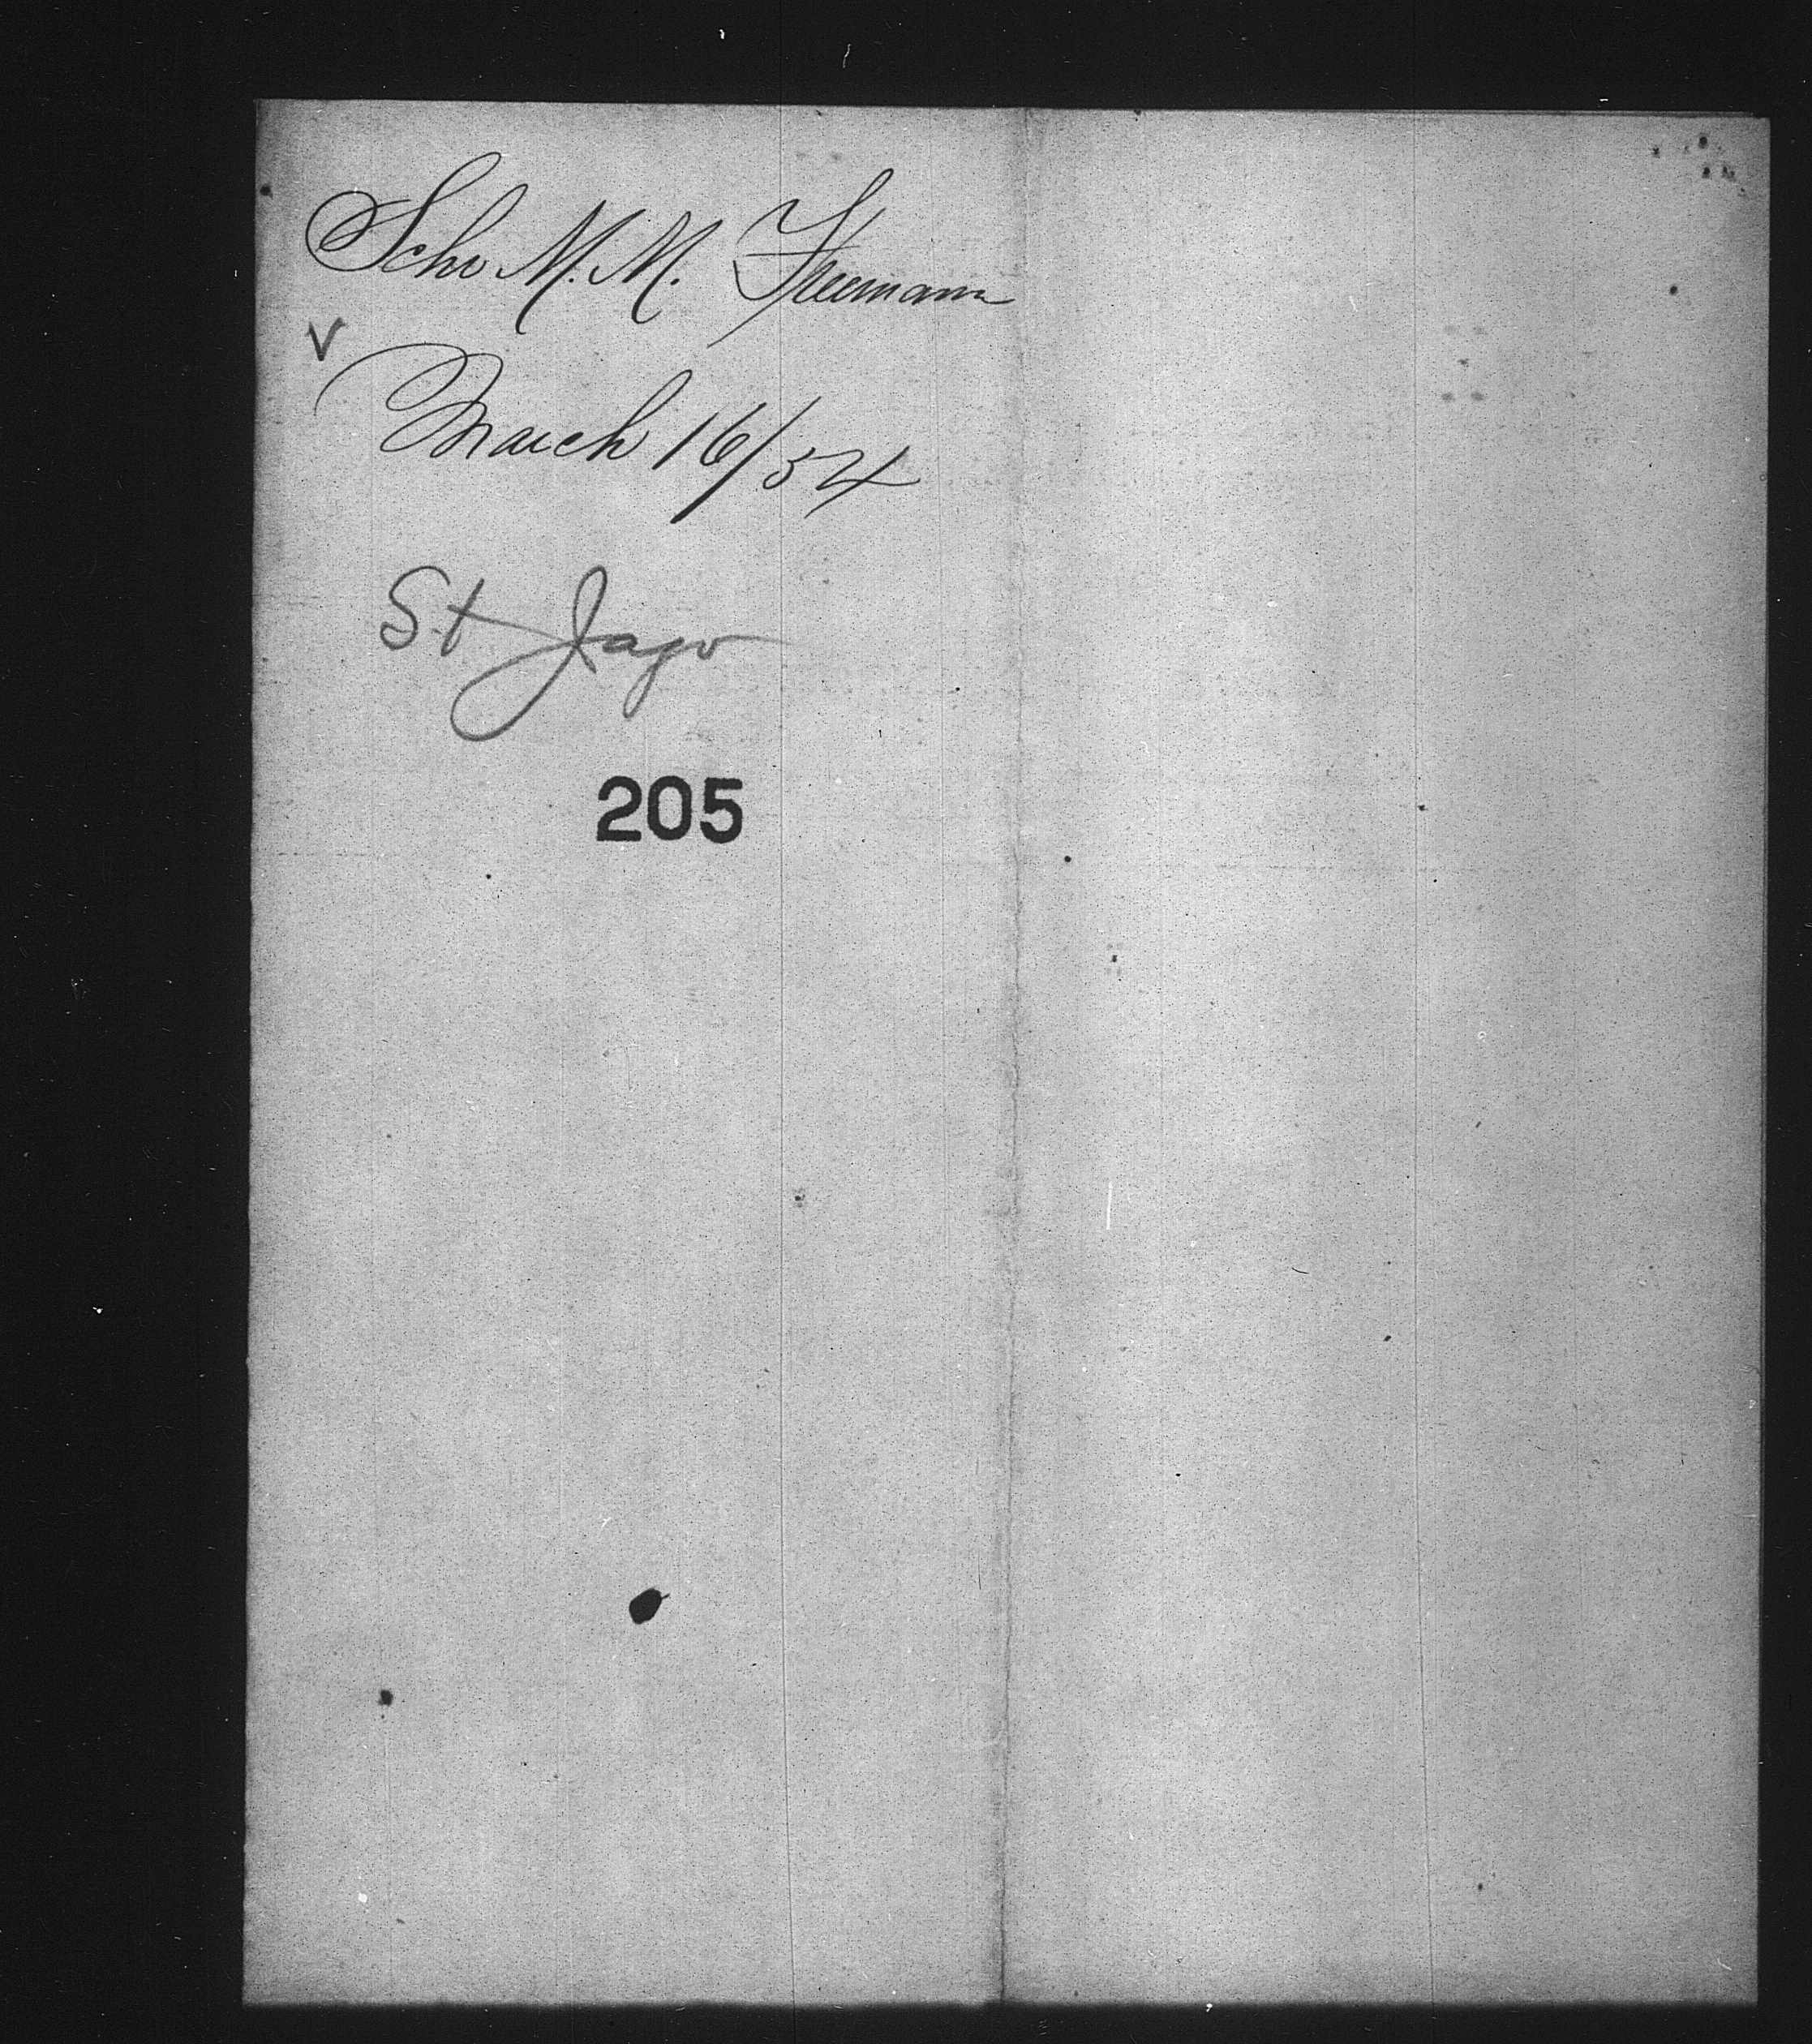 Schr M. M. Freeman
V
March 16/54
St Jago
205